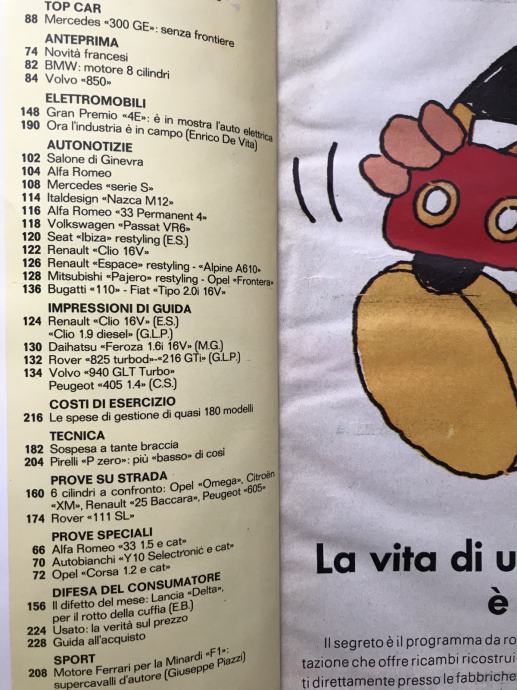 TOP CAR
88 Mercedes «300 GE»: senza frontiere
ANTEPRIMA
74 Novità francesi
82 BMW: motore 8 cilindri
84 Volvo «850»
ELETTROMOBILI
148 Gran Premio «4E»: è in mostra l'auto elettrica
190 Ora l'industria è in campo (Enrico De Vita)
AUTONOTIZIE
102 Salone di Ginevra
104 Alfa Romeo
108 Mercedes «serie S»
114 Italdesign «Nazca M12»
116 Alfa Romeo «33 Permanent 4»
118 Volkswagen «Passat VR6»
120 Seat «Ibiza» restyling (E.S.)
122 Renault «Clio 16V»
126 Renault «Espace» restyling - «Alpine A610»
128 Mitsubishi «Pajero» restyling - Opel «Frontera»
136 Bugatti «110» - Fiat «Tipo 2.0i 16V»
IMPRESSIONI DI GUIDA
124 Renault «Clio 16V» (E.S.)
«Clio 1.9 diesel» (G.L.P.)
130 Daihatsu «Feroza 1.6i 16V» (M.G.)
132 Rover «825 turbod»-«216 GTi» (G.L.P.)
134 Volvo «940 GLT Turbo»
Peugeot «405 1.4» (C.S.)
COSTI DI ESERCIZIO
216 Le spese di gestione di quasi 180 modelli
TECNICA
182 Sospesa a tante braccia
204 Pirelli «P zero»: più «basso» di così
PROVE SU STRADA
160 6 cilindri a confronto: Opel «Omega», Citroën
«XM», Renault «25 Baccara», Peugeot «605»
174 Rover «111 SL»
PROVE SPECIALI
66 Alfa Romeo «33 1.5 e cat»
70 Autobianchi «Y10 Selectronic e cat»
72 Opel «Corsa 1.2 e cat»
DIFESA DEL CONSUMATORE
156 Il difetto del mese: Lancia «Delta»,
per il rotto della cuffia (E.B.)
224 Usato: la verità sul prezzo
228 Guida all'acquisto
SPORT
208 Motore Ferrari per la Minardi «F1»:
supercavalli d'autore (Giuseppe Piazzi)
La vita di u
è
Il segreto è il programma da ro
tazione che offre ricambi ricostruit
ti direttamente presso le fabbriche